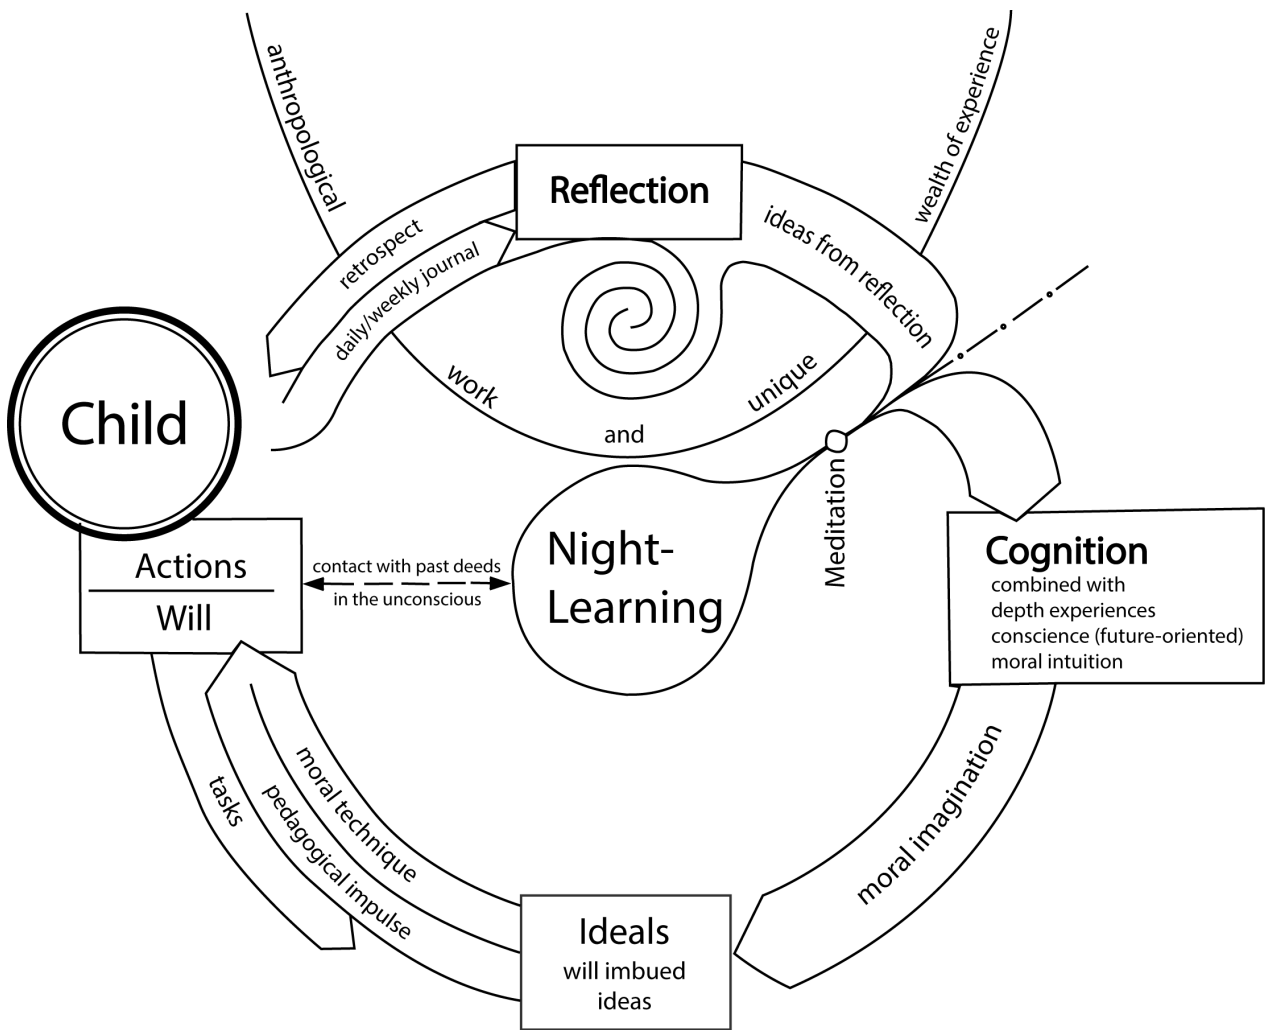 anthropological
wealth of experience
Reflection
retrospect
daily/weekly journal
ideas from reflection
work
and
unique
Child
Meditation
Actions
Will
contact with past deeds
in the unconscious
Night-
Learning
Cognition
combined with
depth experiences
conscience (future-oriented)
moral intuition
tasks
pedagogical impulse
moral technique
moral imagination
Ideals
will imbued
ideas